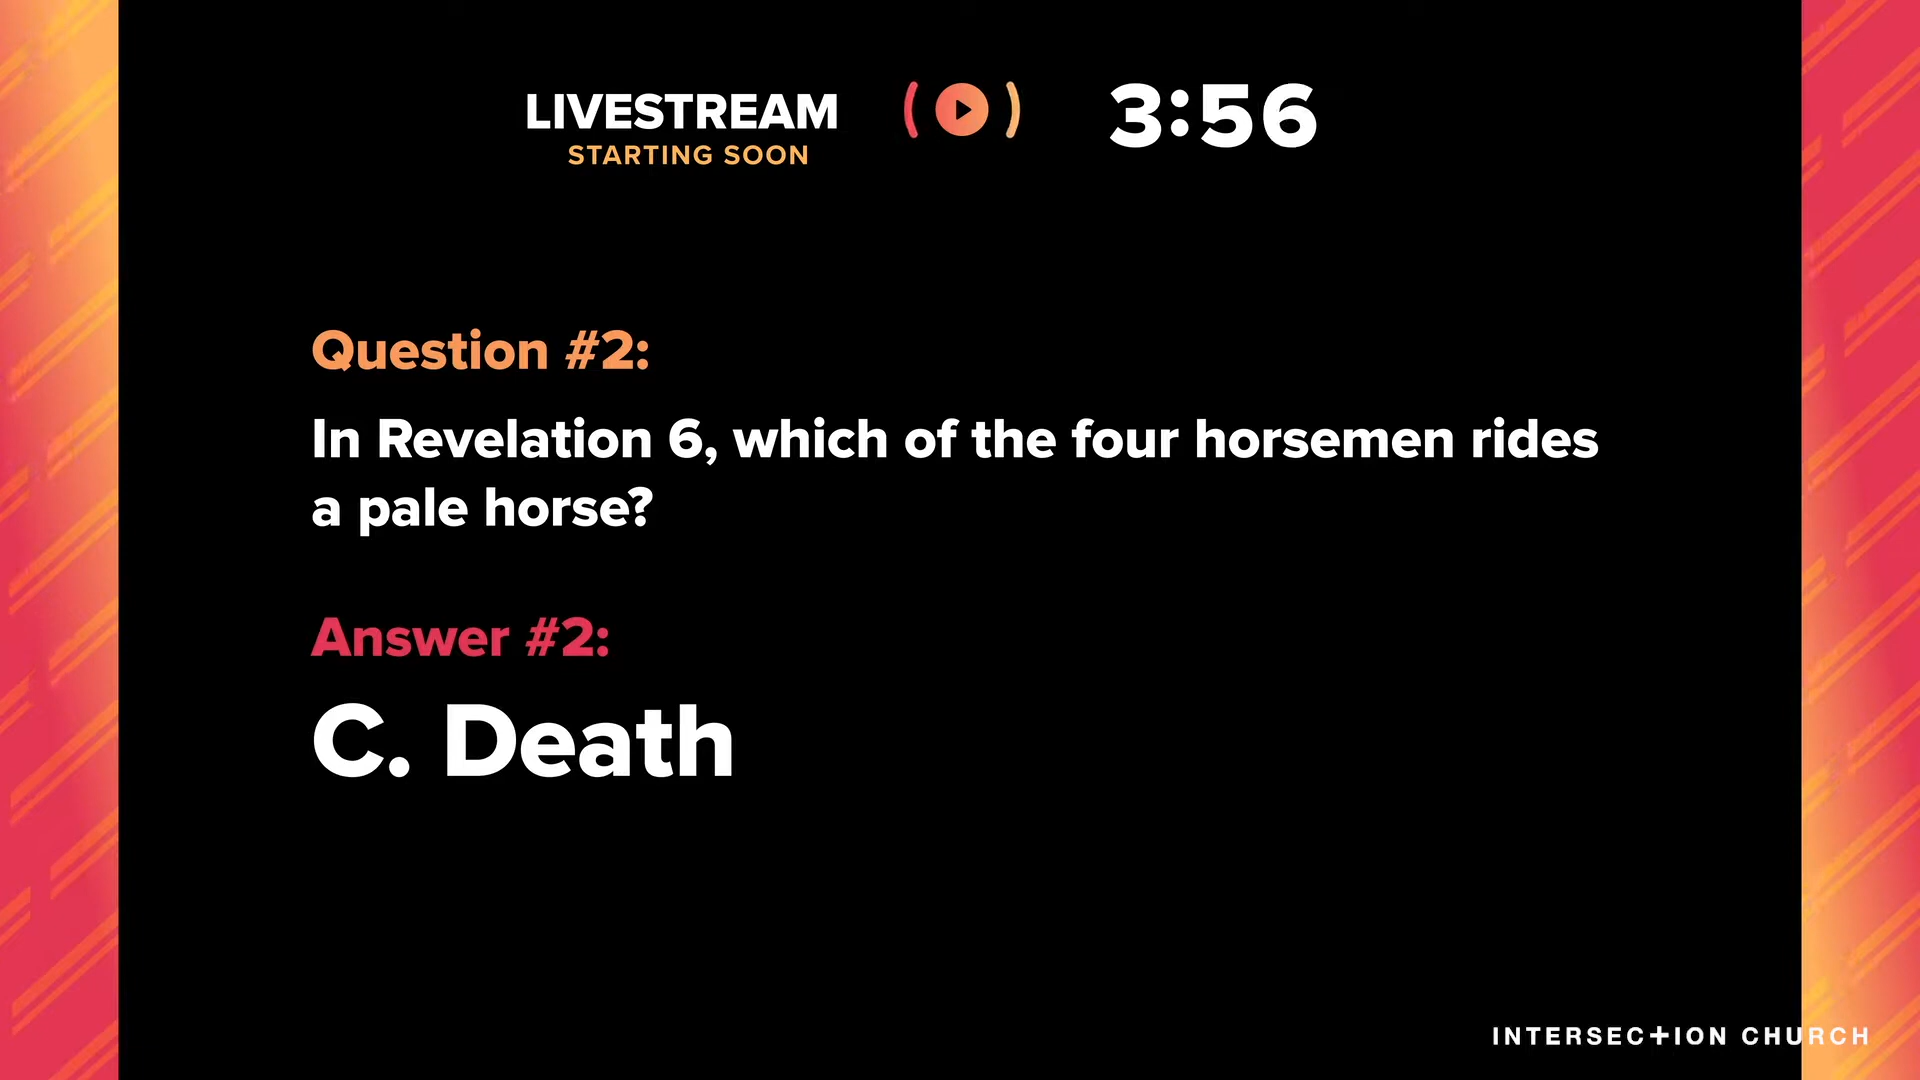 LIVESTREAM
STARTING SOON
3:56
Question #2:
In Revelation 6, which of the four horsemen rides
a pale horse?
Answer #2:
C. Death
INTERSECTION CHURCH